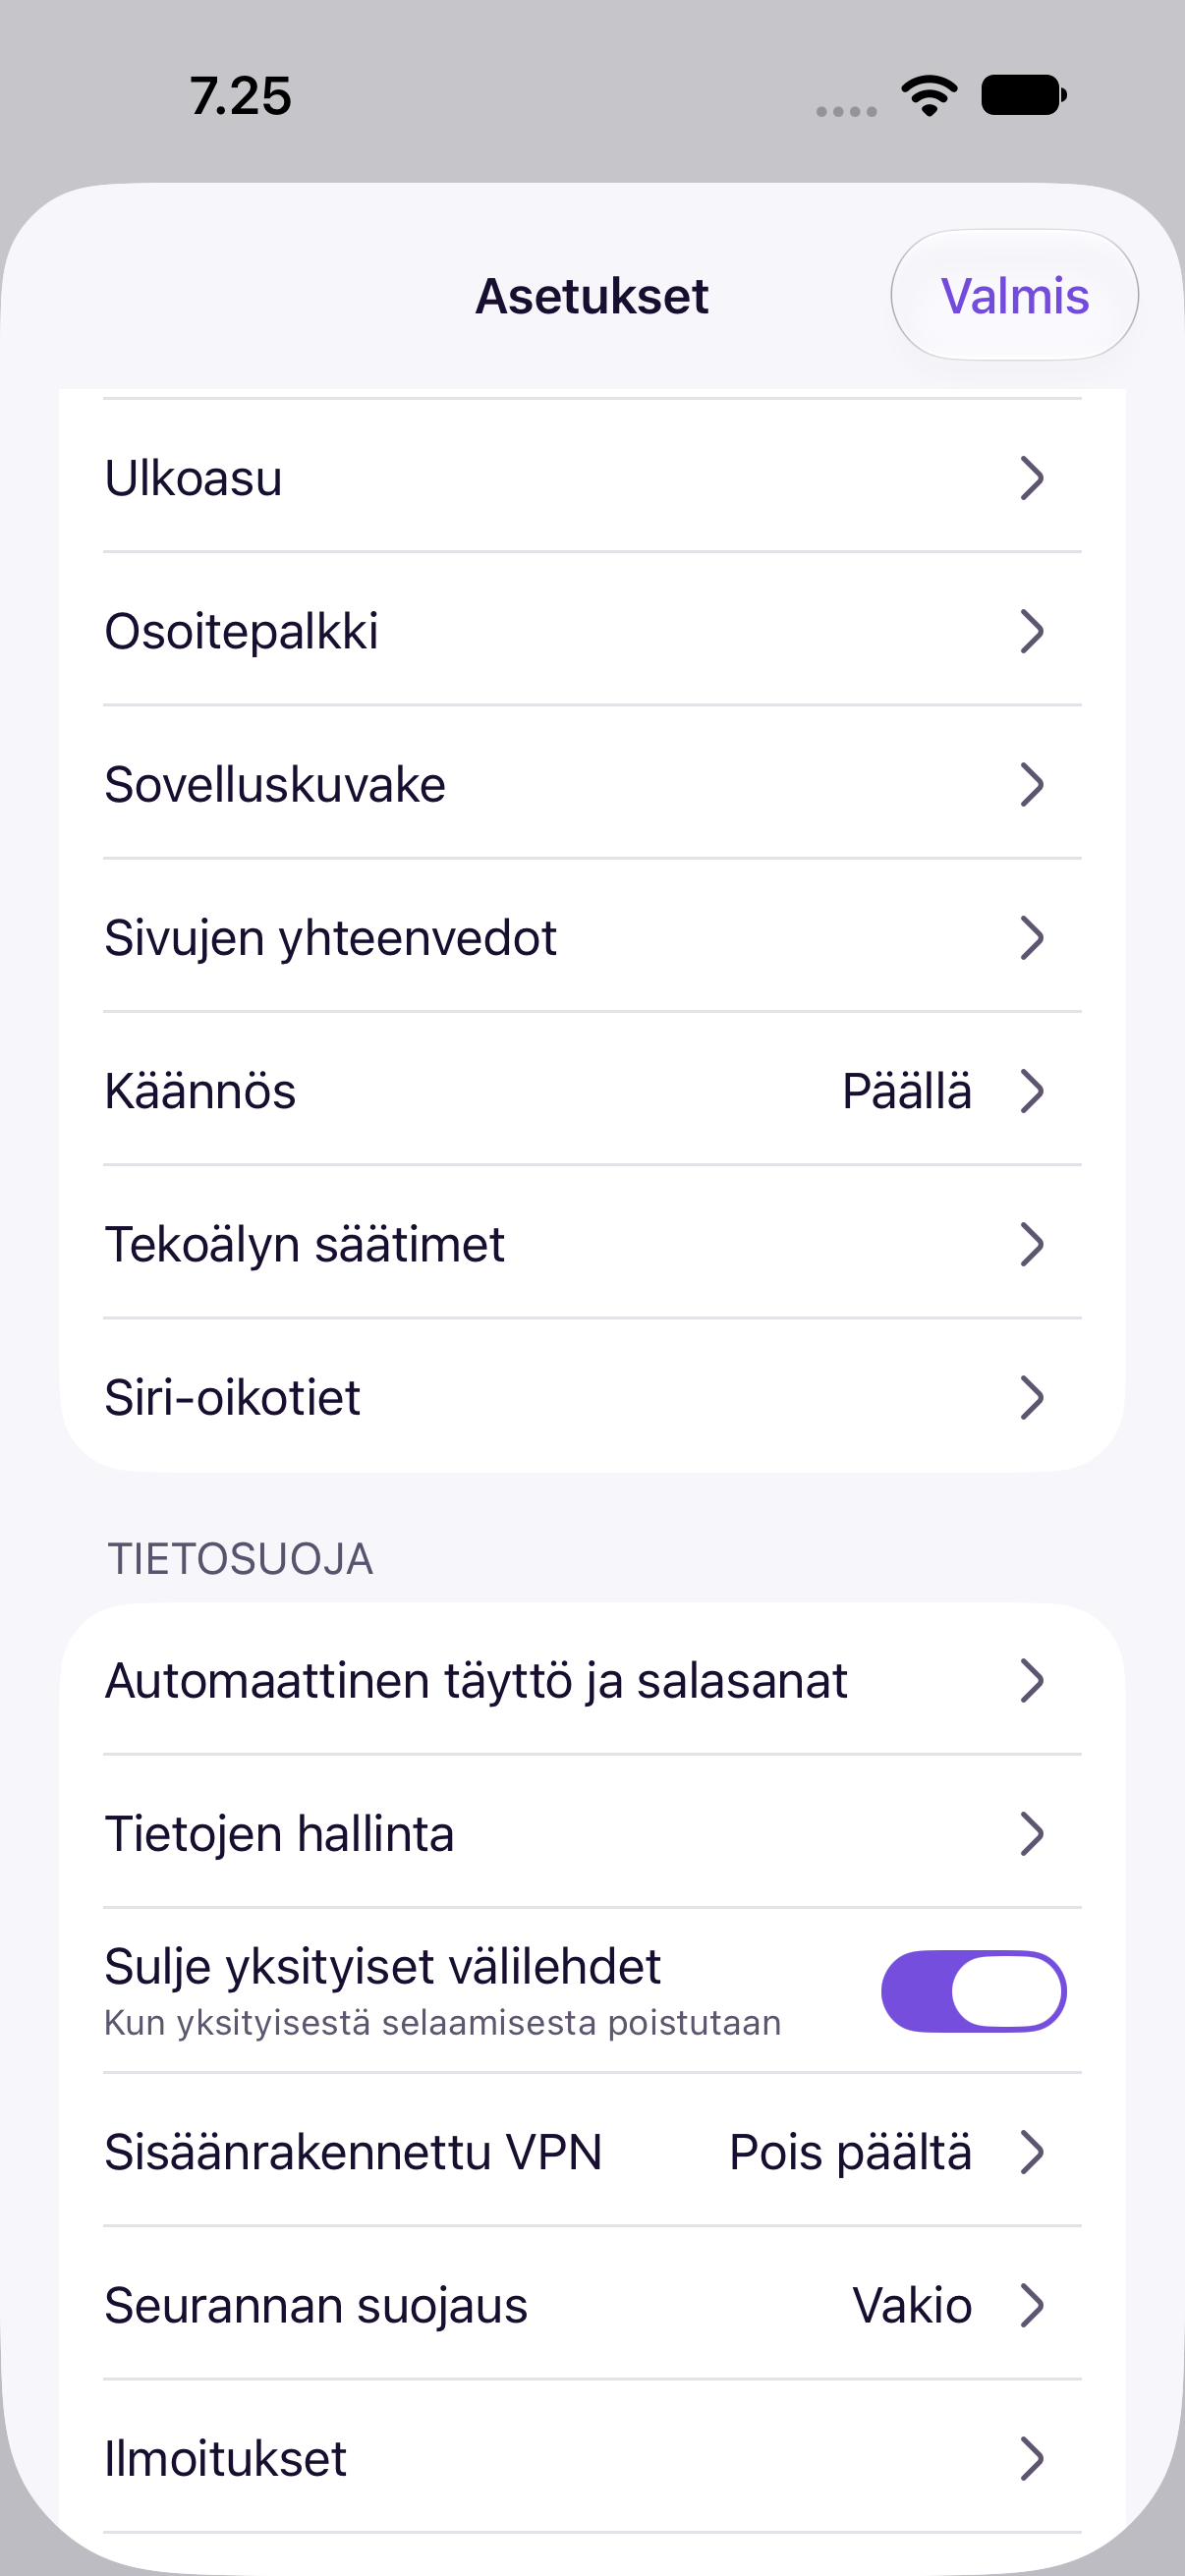 7.25
Asetukset
Valmis
Ulkoasu
Osoitepalkki
Sovelluskuvake
Sivujen yhteenvedot
Käännös Päällä
Tekoälyn säätimet
Siri-oikotiet
TIETOSUOJA
Automaattinen täyttö ja salasanat
Tietojen hallinta
Sulje yksityiset välilehdet
Kun yksityisestä selaamisesta poistutaan
Sisäänrakennettu VPN Pois päältä
Seurannan suojaus Vakio
Ilmoitukset